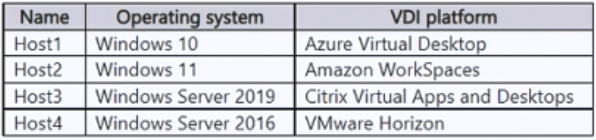 Name Operating system VDI platform
Host1 Windows 10 Azure Virtual Desktop
Host2 Windows 11 Amazon WorkSpaces
Host3 Windows Server 2019 Citrix Virtual Apps and Desktops
Host4 Windows Server 2016 VMware Horizon